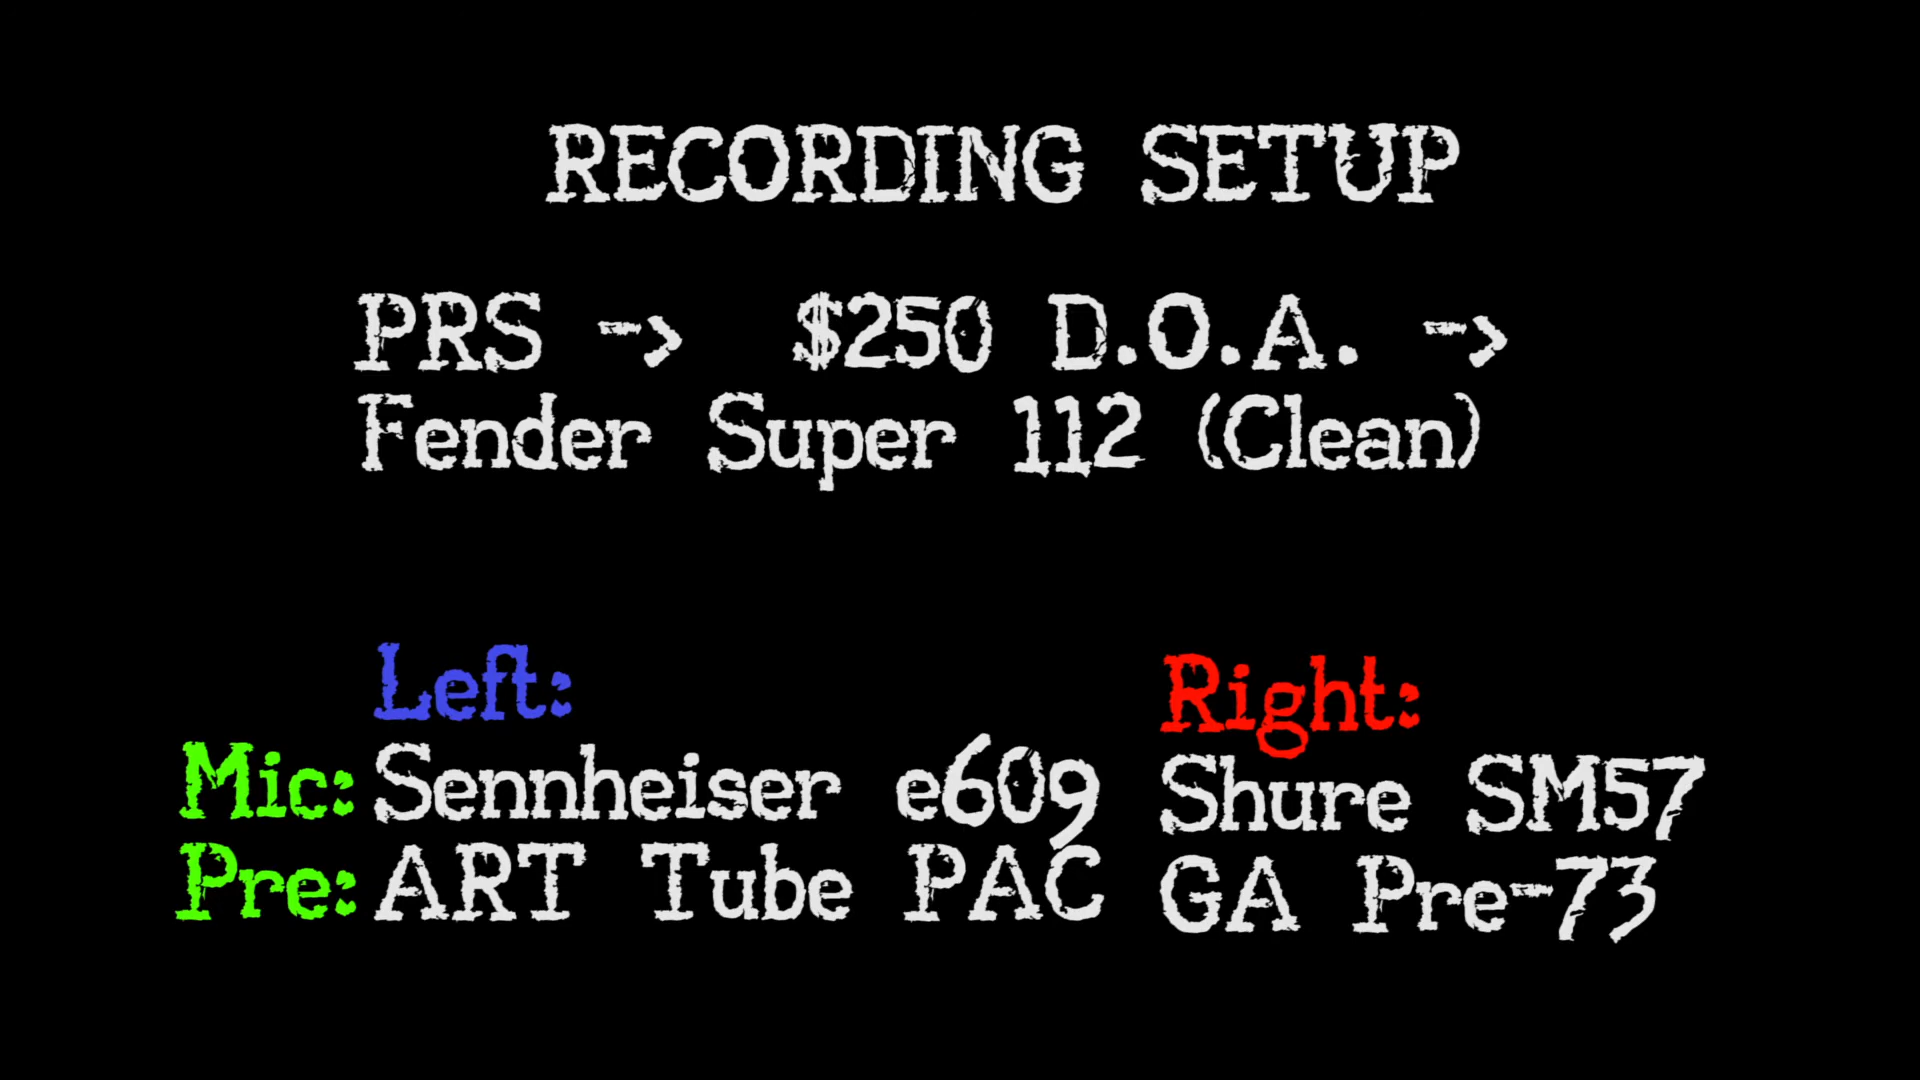 RECORDING SETUP
PRS -> $250 D.O.A. ->
Fender Super 112 (Clean)
Left: Right:
Mic: Sennheiser e609 Shure SM57
Pre: ART Tube PAC GA Pre-73